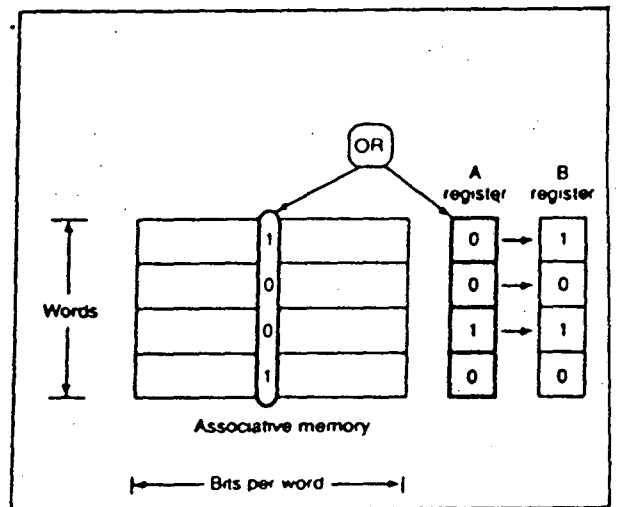 OR
A register
B register
1 0 1
0 0 0
Words
0 1 1
1 0 0
Associative memory
Bits per word